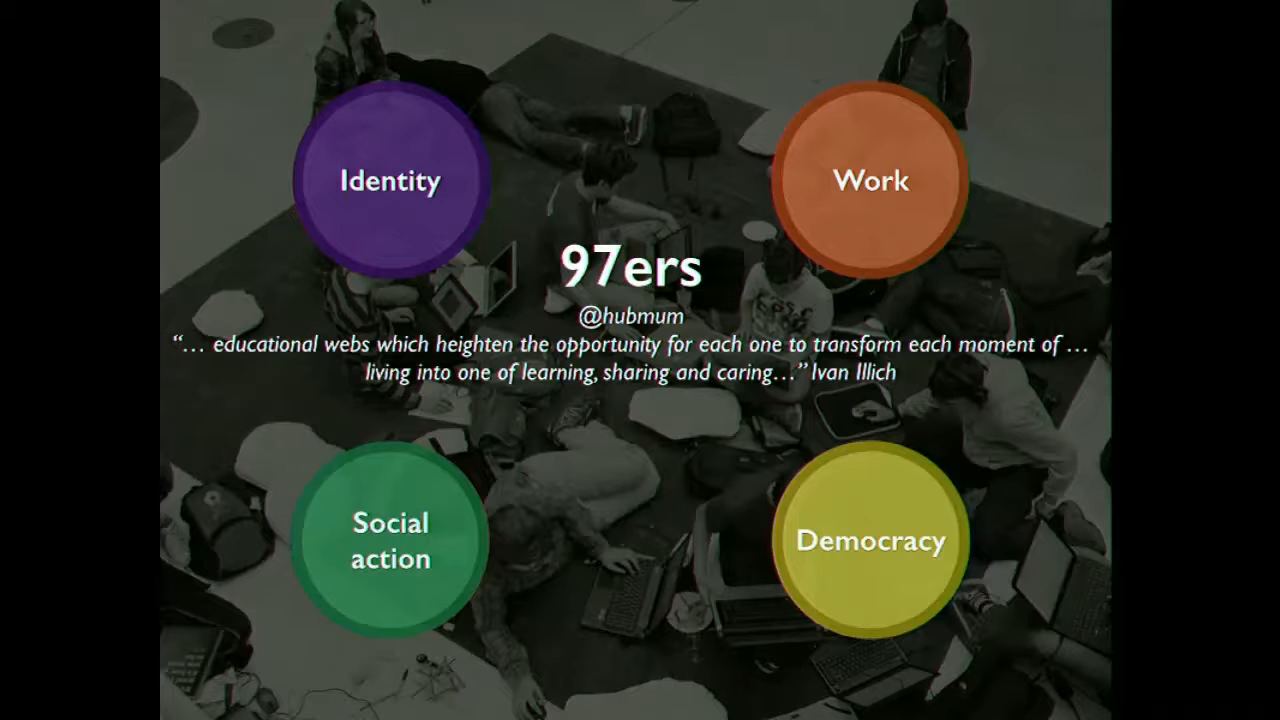 Identity
Work
97ers
@hubmum
“… educational webs which heighten the opportunity for each one to transform each moment of …
living into one of learning, sharing and caring…” Ivan Illich
Social
action
Democracy